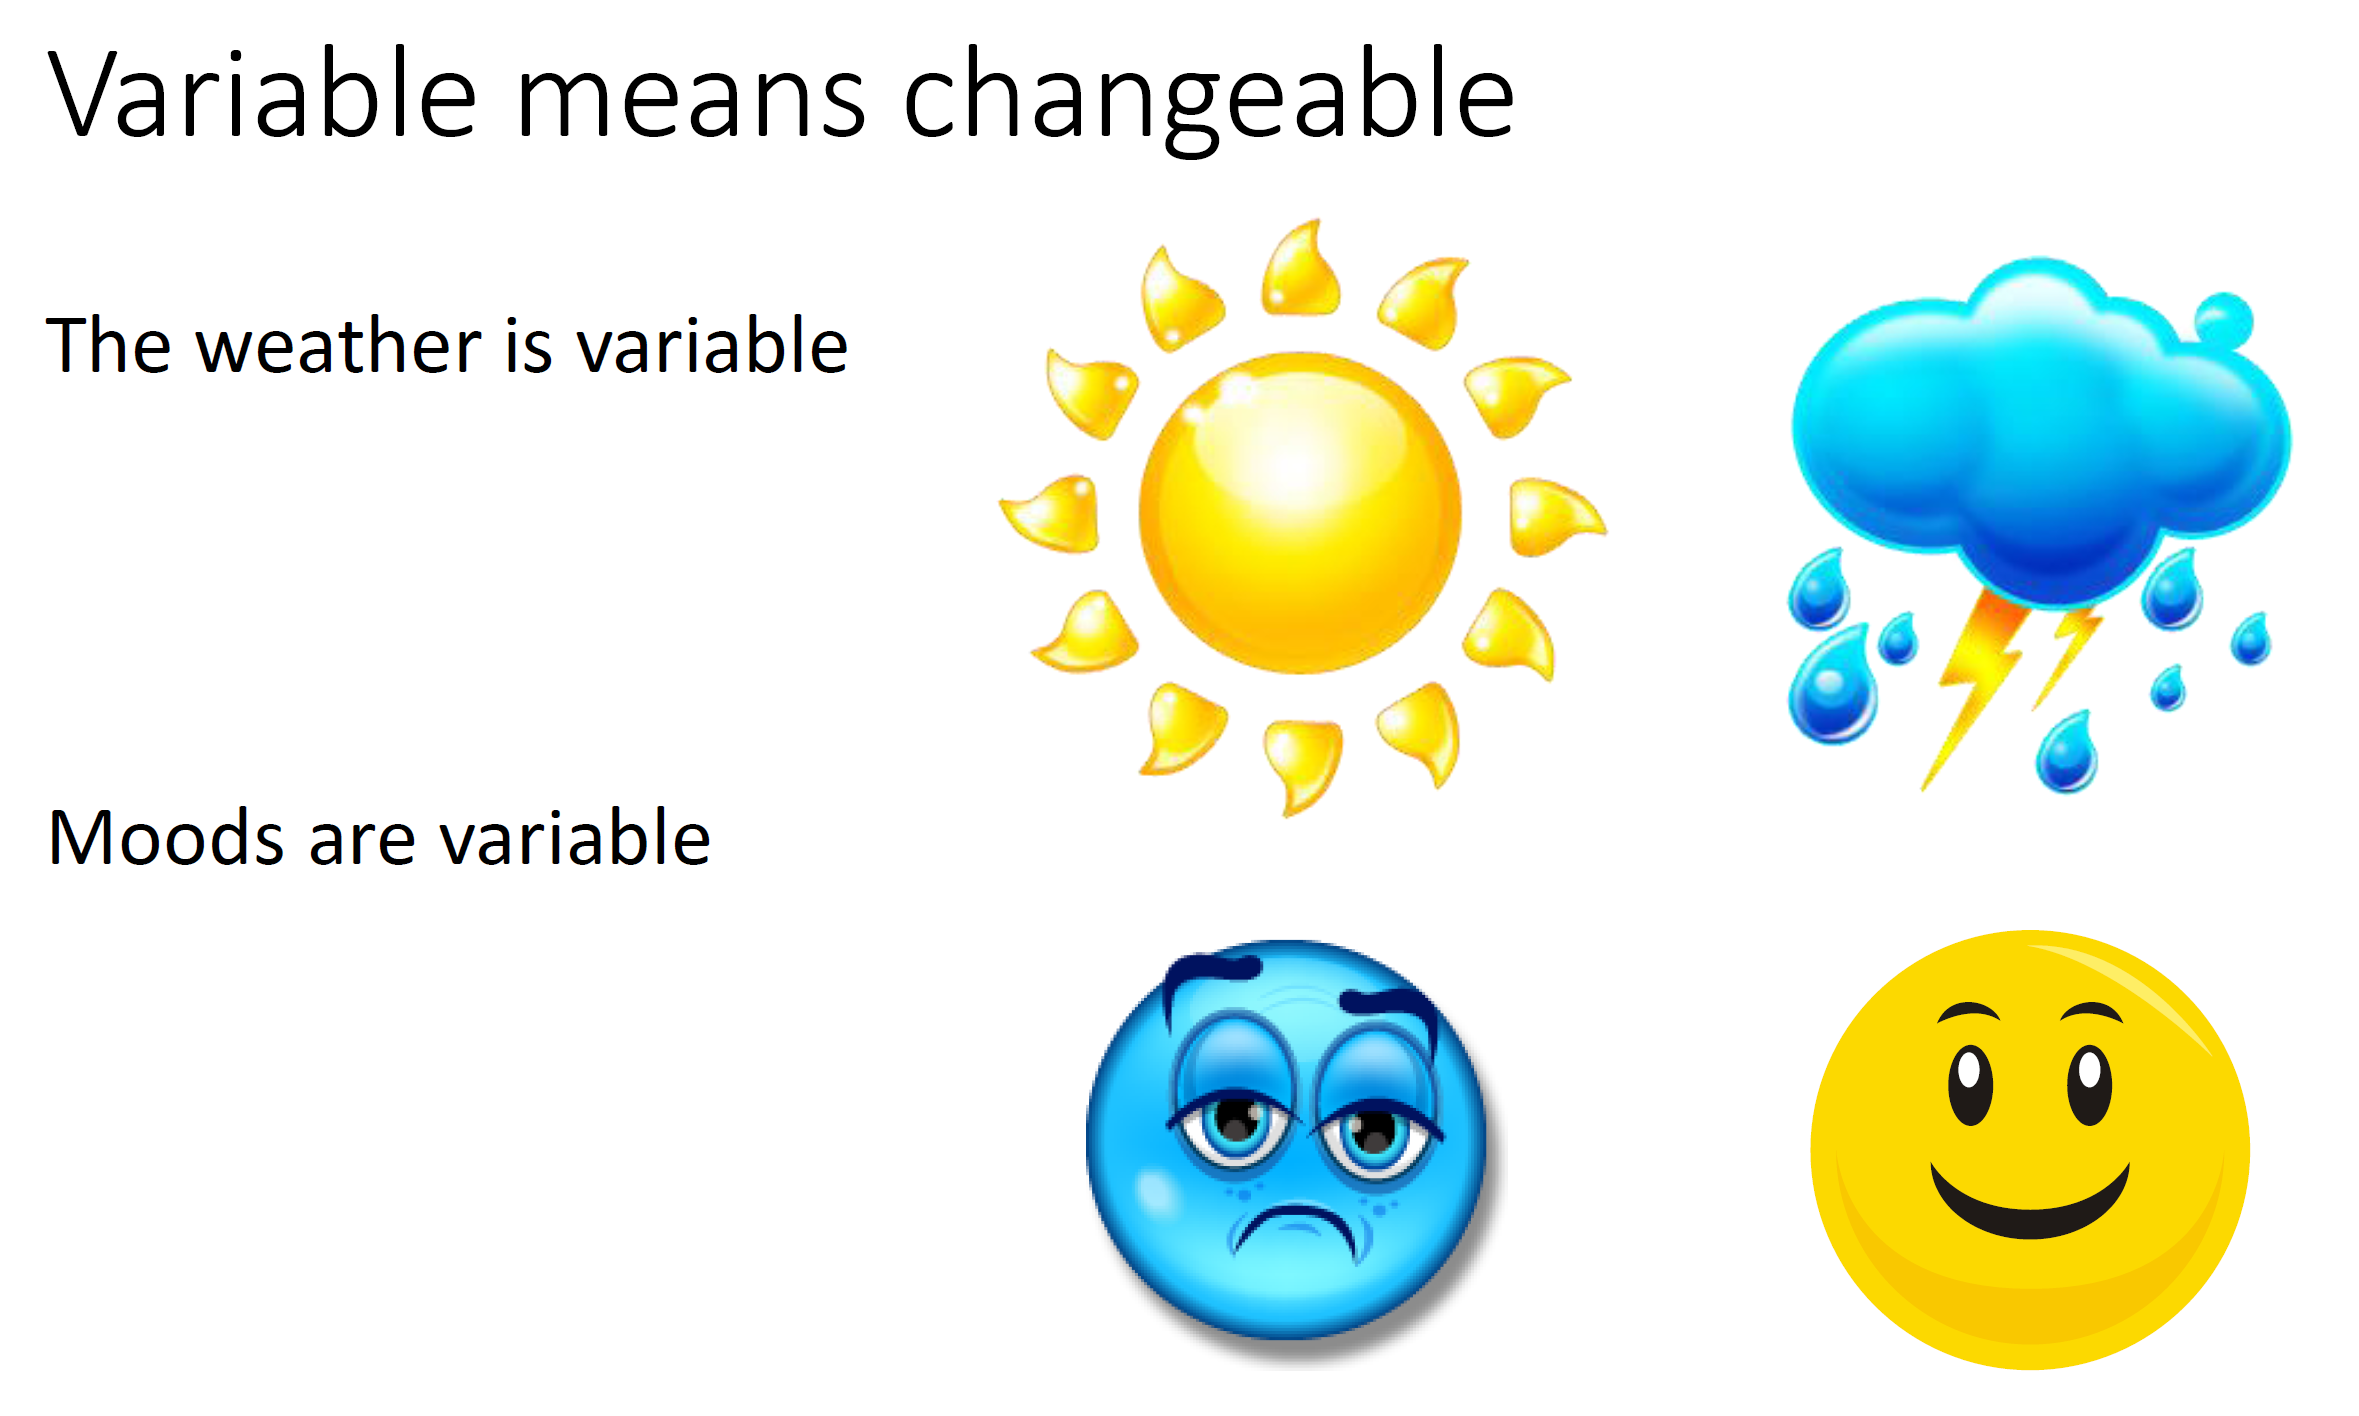 Variable means changeable
The weather is variable
Moods are variable